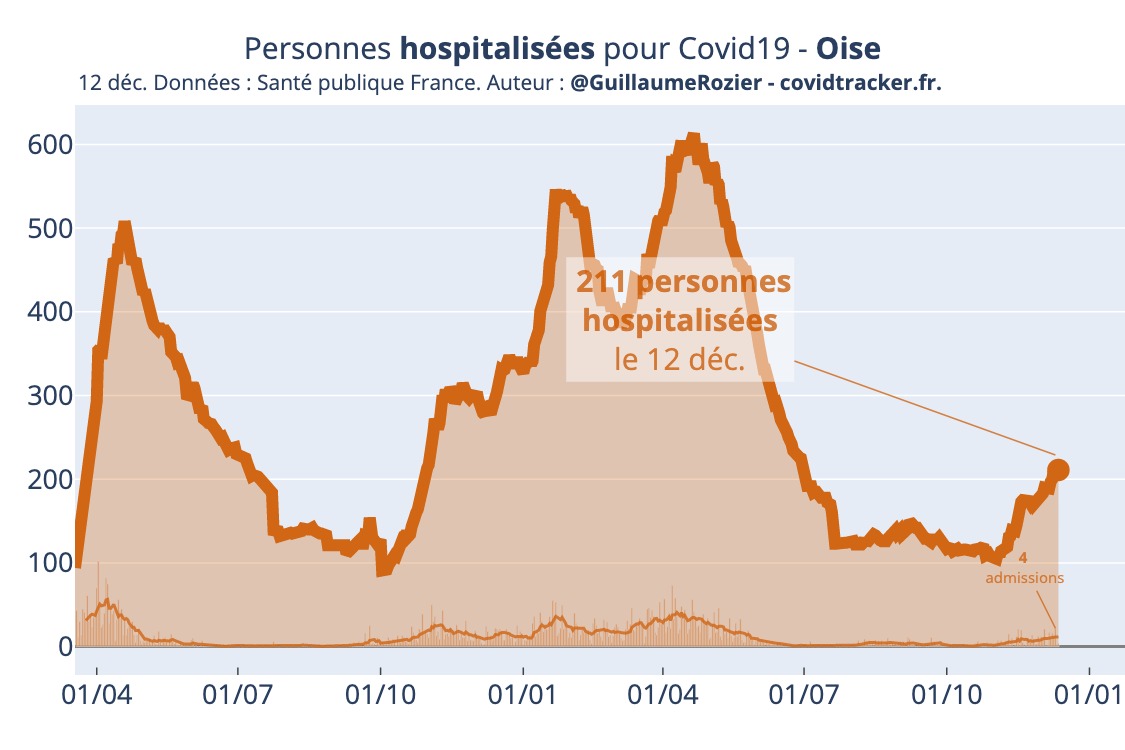 Personnes hospitalisées pour Covid19 - Oise
12 déc. Données : Santé publique France. Auteur : @GuillaumeRozier - covidtracker.fr.
600
500
400
300
200
100
0
211 personnes
hospitalisées
le 12 déc.
4
admissions
01/04 01/07 01/10 01/01 01/04 01/07 01/10 01/01